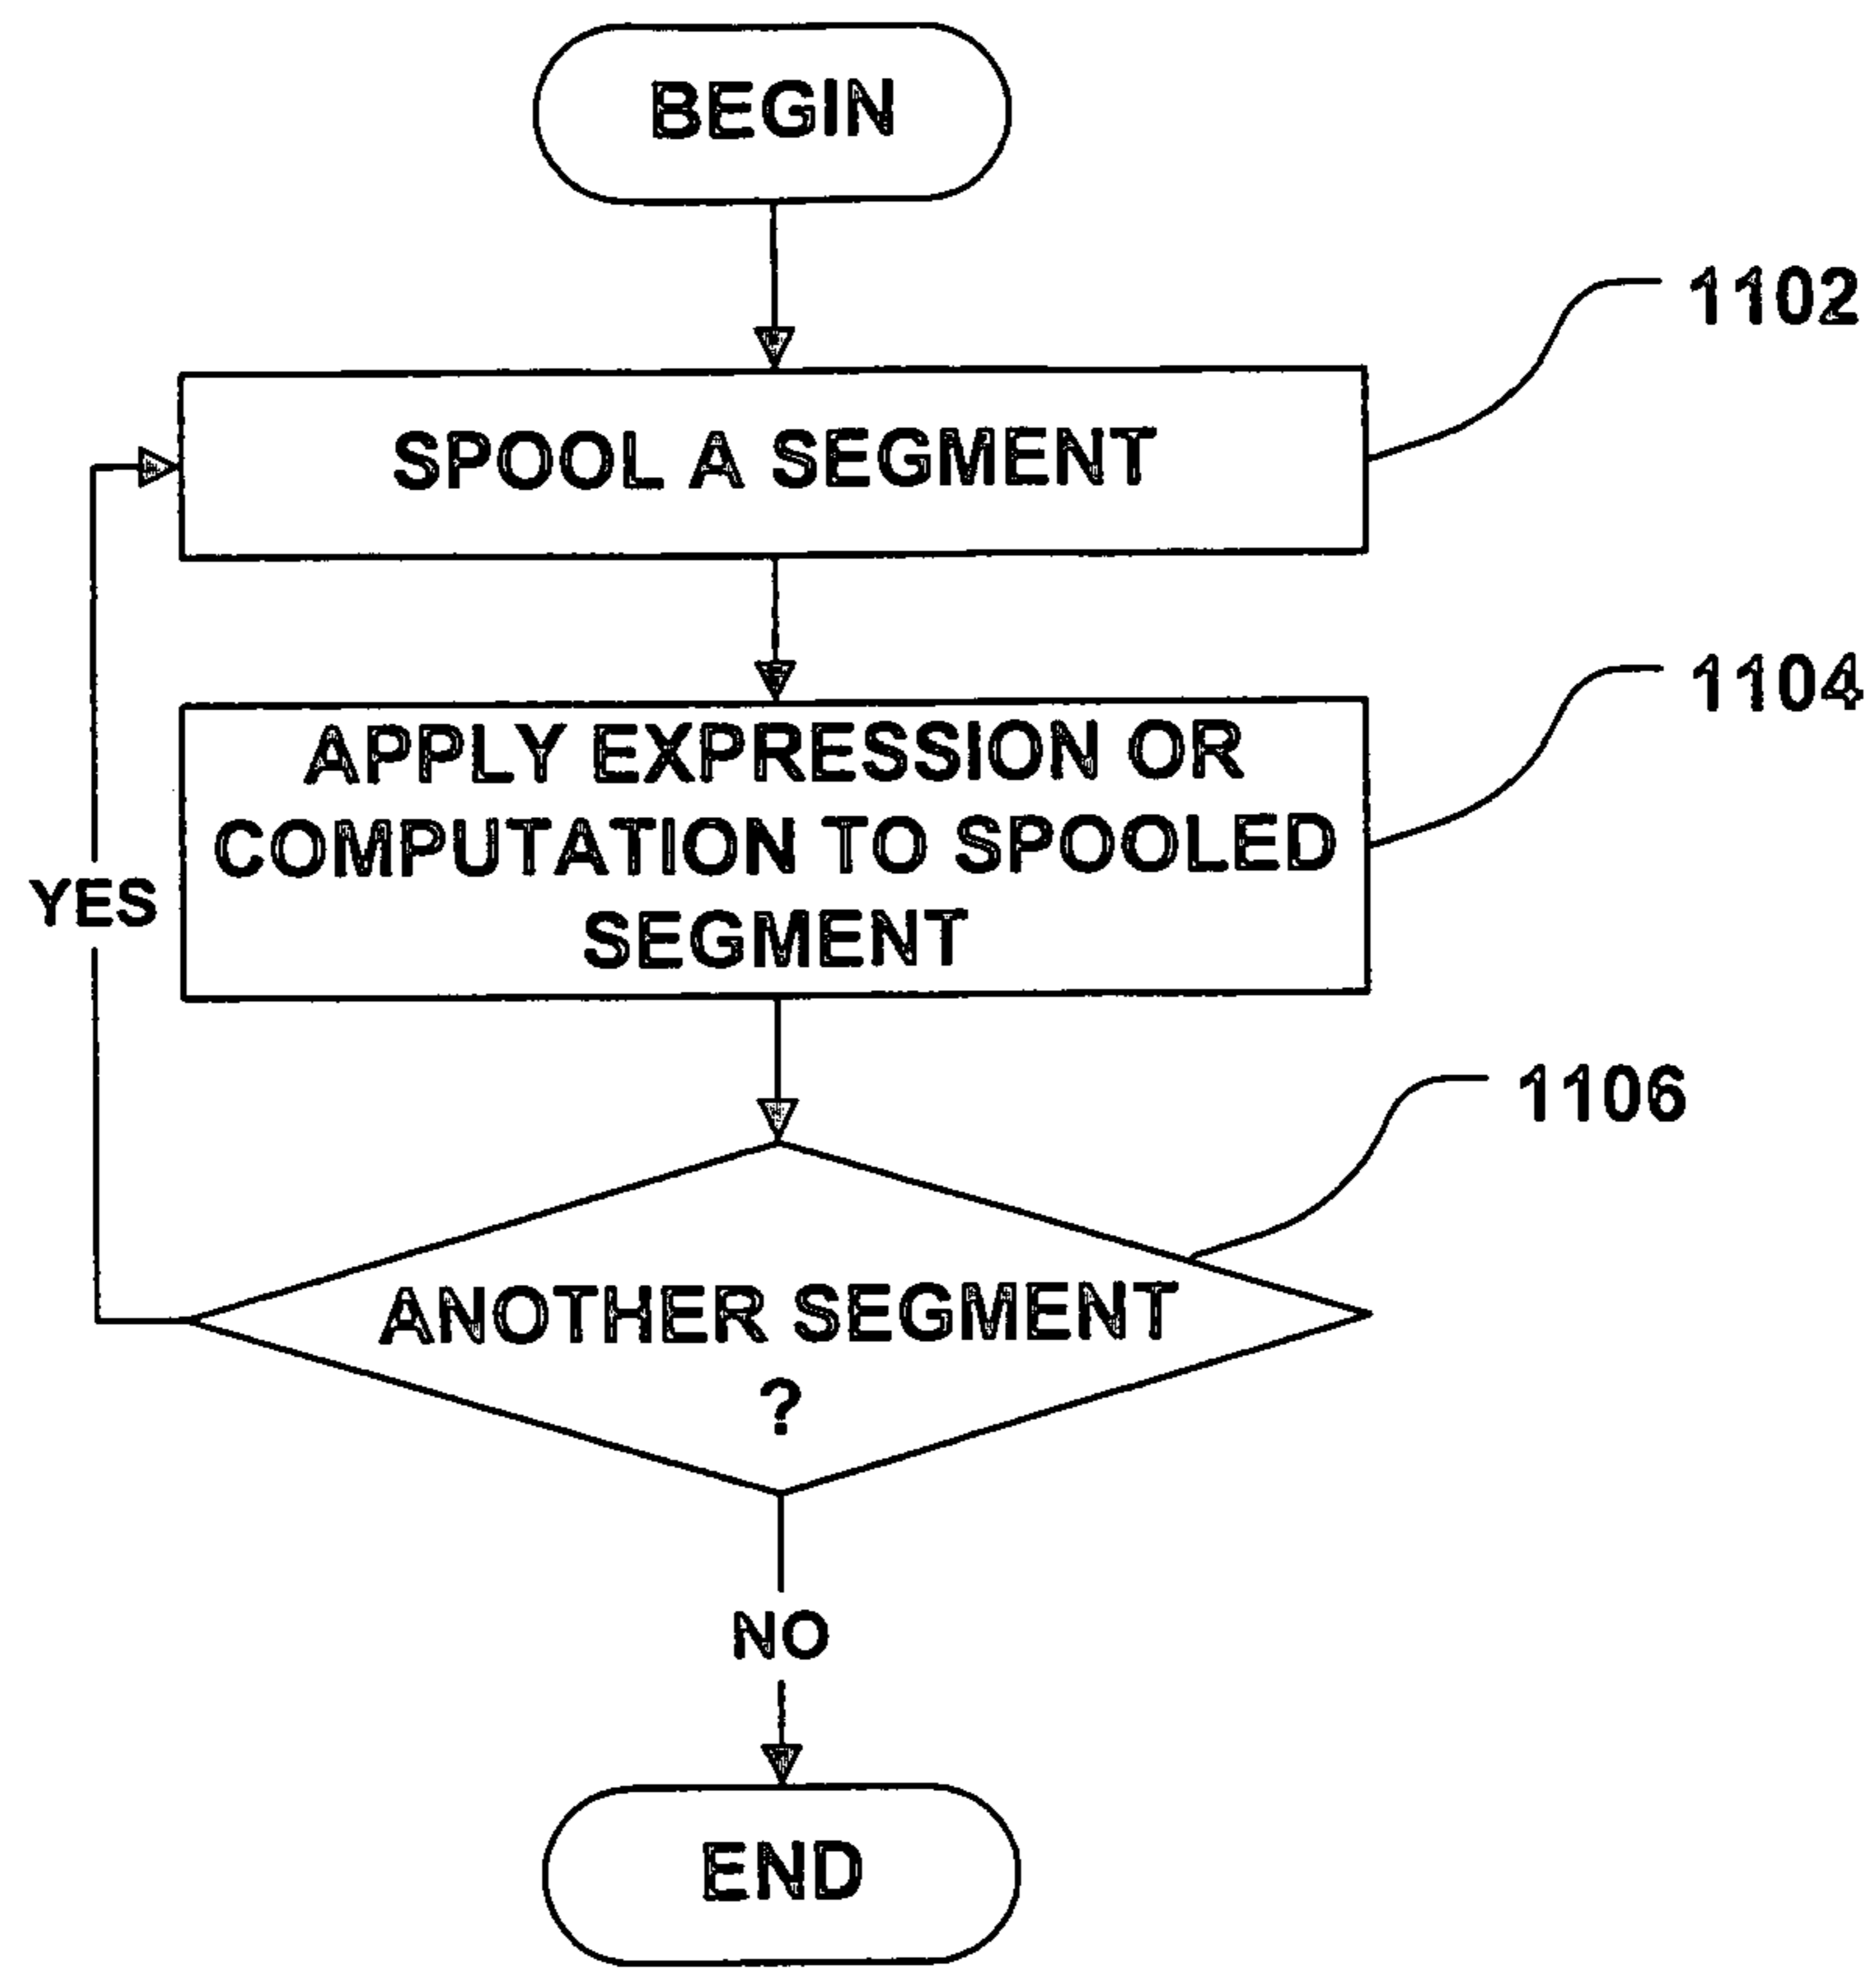 BEGIN
1102
SPOOL A SEGMENT
1104
APPLY EXPRESSION OR
COMPUTATION TO SPOOLED
SEGMENT
YES
1106
ANOTHER SEGMENT
?
NO
END